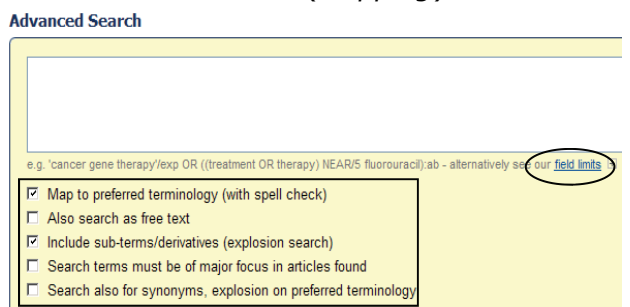 Advanced Search
e.g. 'cancer gene therapy'/exp OR ((treatment OR therapy) NEAR/5 fluorouracil):ab - alternatively see our field limits
Map to preferred terminology (with spell check)
Also search as free text
Include sub-terms/derivatives (explosion search)
Search terms must be of major focus in articles found
Search also for synonyms, explosion on preferred terminology